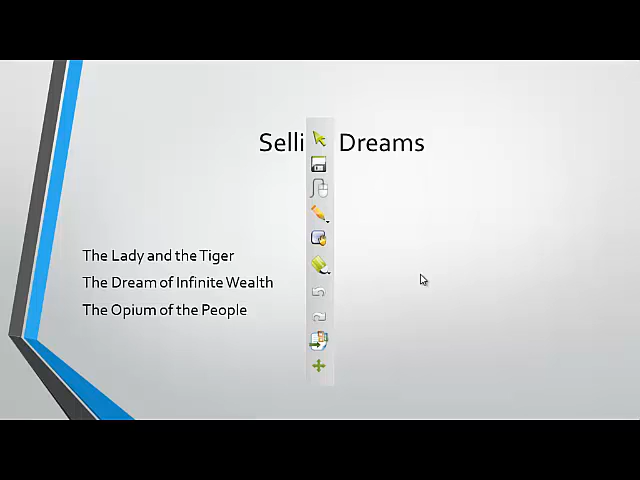 Selli Dreams
The Lady and the Tiger
The Dream of Infinite Wealth
The Opium of the People